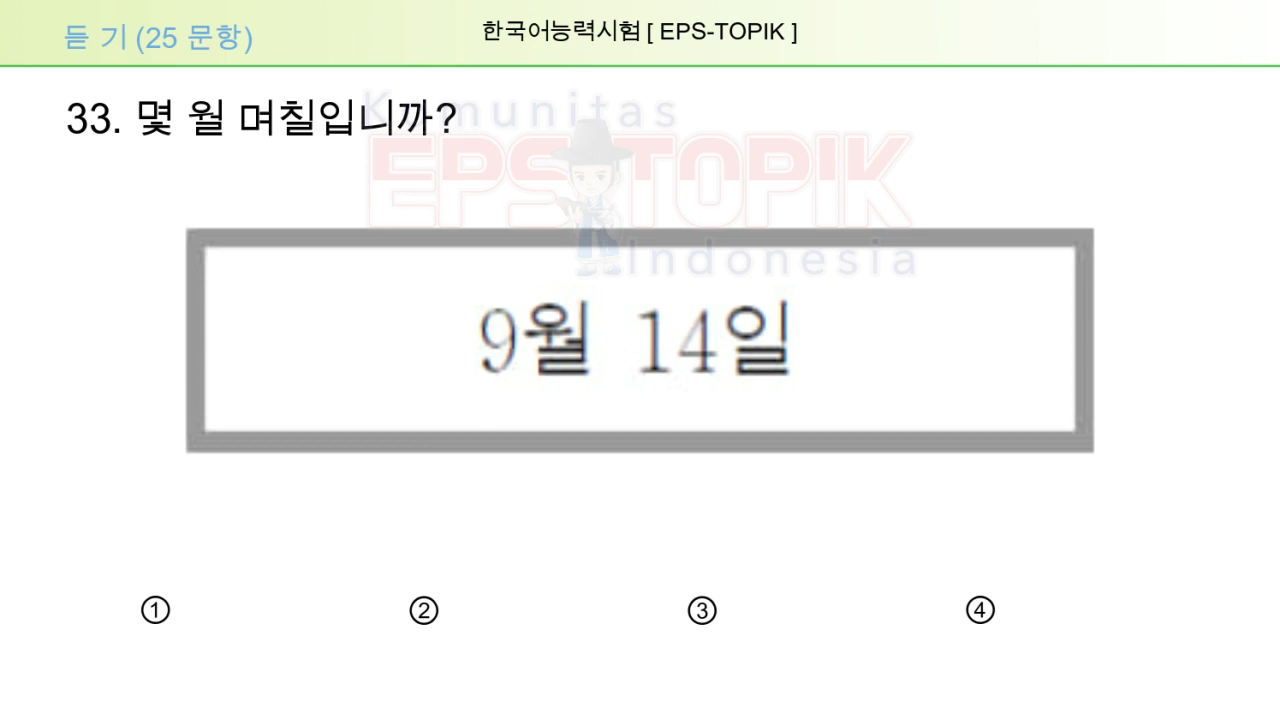 듣 기 (25 문항)
한국어능력시험 [ EPS-TOPIK ]
33. 몇 월 며칠입니까?
Komunitas
EPS TOPIK
Indonesia
9월 14일
① ② ③ ④